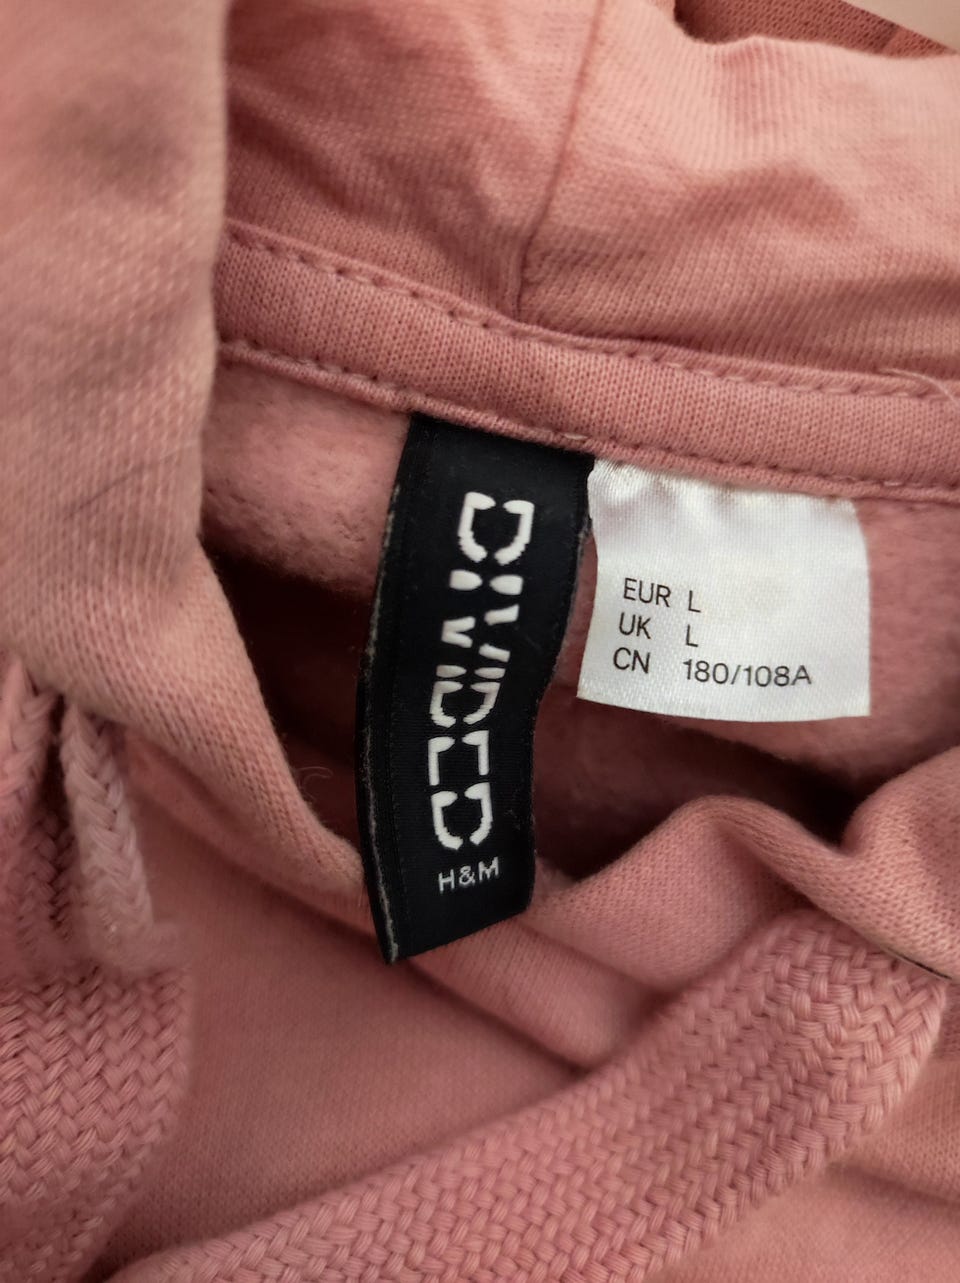 DIVIDED
H&M
EUR L
UK L
CN 180/108A